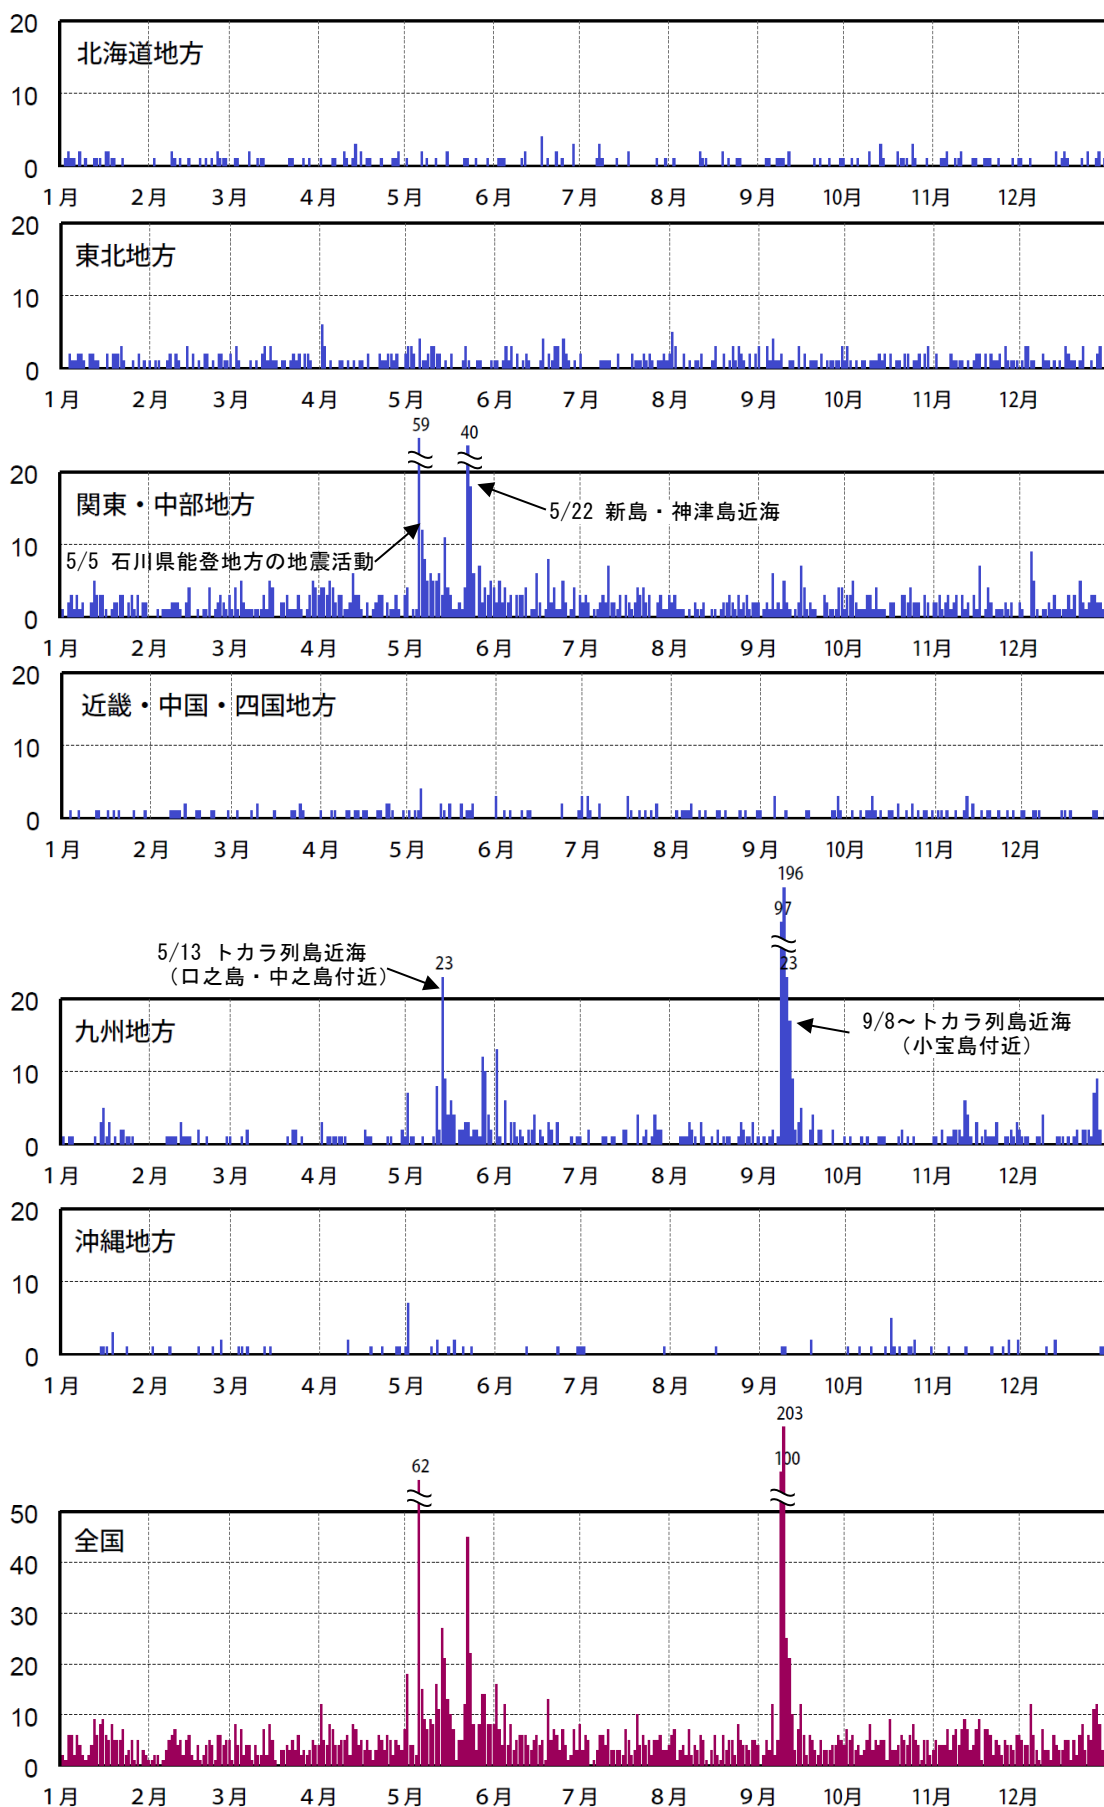 20
北海道地方
10
0
1月 2月 3月 4月 5月 6月 7月 8月 9月 10月 11月 12月
20
東北地方
10
0
1月 2月 3月 4月 5月 6月 7月 8月 9月 10月 11月 12月
59 40
20
関東・中部地方
5/22 新島・神津島近海
10
5/5 石川県能登地方の地震活動
0
1月 2月 3月 4月 5月 6月 7月 8月 9月 10月 11月 12月
20
近畿・中国・四国地方
10
0
1月 2月 3月 4月 5月 6月 7月 8月 9月 10月 11月 12月
196
97
5/13 トカラ列島近海
(口之島・中之島付近)
23
23
20
九州地方
9/8~トカラ列島近海
(小宝島付近)
10
0
1月 2月 3月 4月 5月 6月 7月 8月 9月 10月 11月 12月
20
沖縄地方
10
0
1月 2月 3月 4月 5月 6月 7月 8月 9月 10月 11月 12月
203
100
62
50
全国
40
30
20
10
0
1月 2月 3月 4月 5月 6月 7月 8月 9月 10月 11月 12月